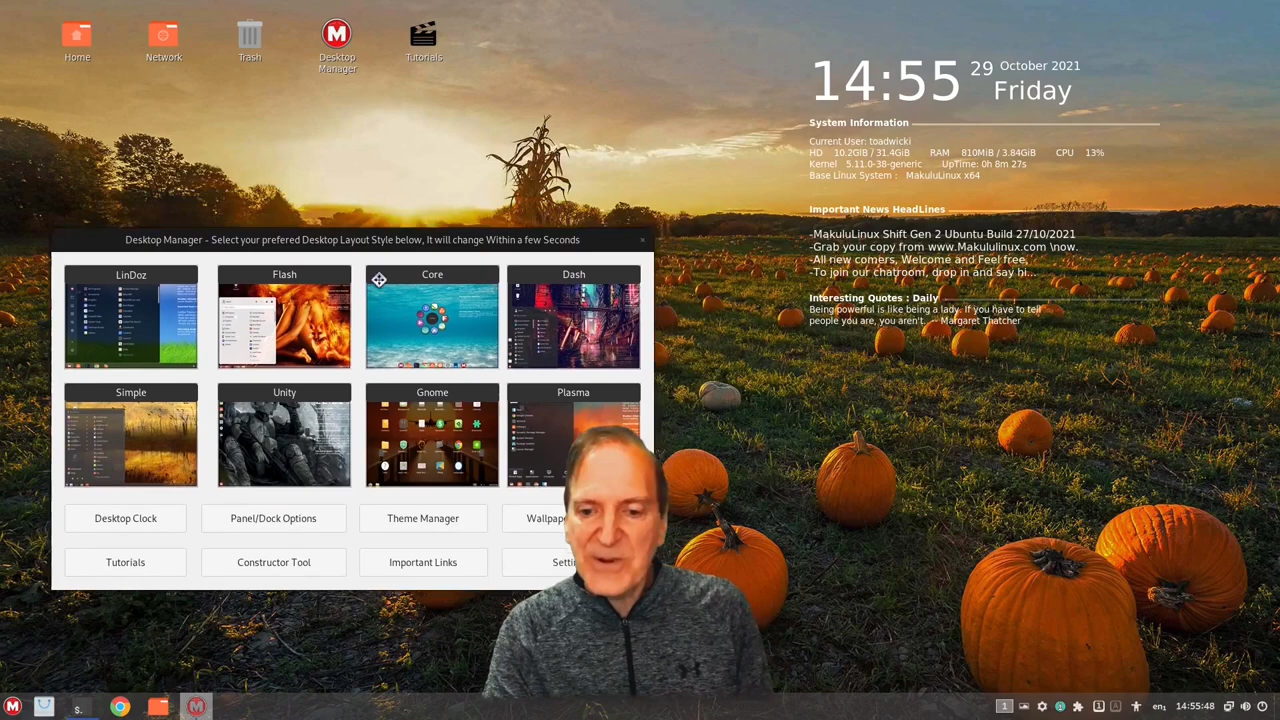 Home
Network
Trash
Desktop
Manager
Tutorials
14:55 29 October 2021
Friday
System Information
Current User: toadwicki
HD 10.2GiB / 31.4GiB RAM 810MiB / 3.84GiB CPU 13%
Kernel 5.11.0-38-generic UpTime: 0h 8m 27s
Base Linux System : MakuluLinux x64
Important News HeadLines
-MakuluLinux Shift Gen 2 Ubuntu Build 27/10/2021
-Grab your copy from www.Makululinux.com \now.
-All new comers, Welcome and Feel free,
-To join our chatroom, drop in and say hi...
Interesting Quotes : Daily
Being powerful is like being a lady. If you have to tell
people you are, you aren't. - Margaret Thatcher
Desktop Manager - Select your prefered Desktop Layout Style below, It will change Within a few Seconds
LinDoz
Flash
Core
Dash
Simple
Unity
Gnome
Plasma
Desktop Clock
Panel/Dock Options
Theme Manager
Tutorials
Constructor Tool
Important Links
M
s.
1
1
A
en1
14:55:48